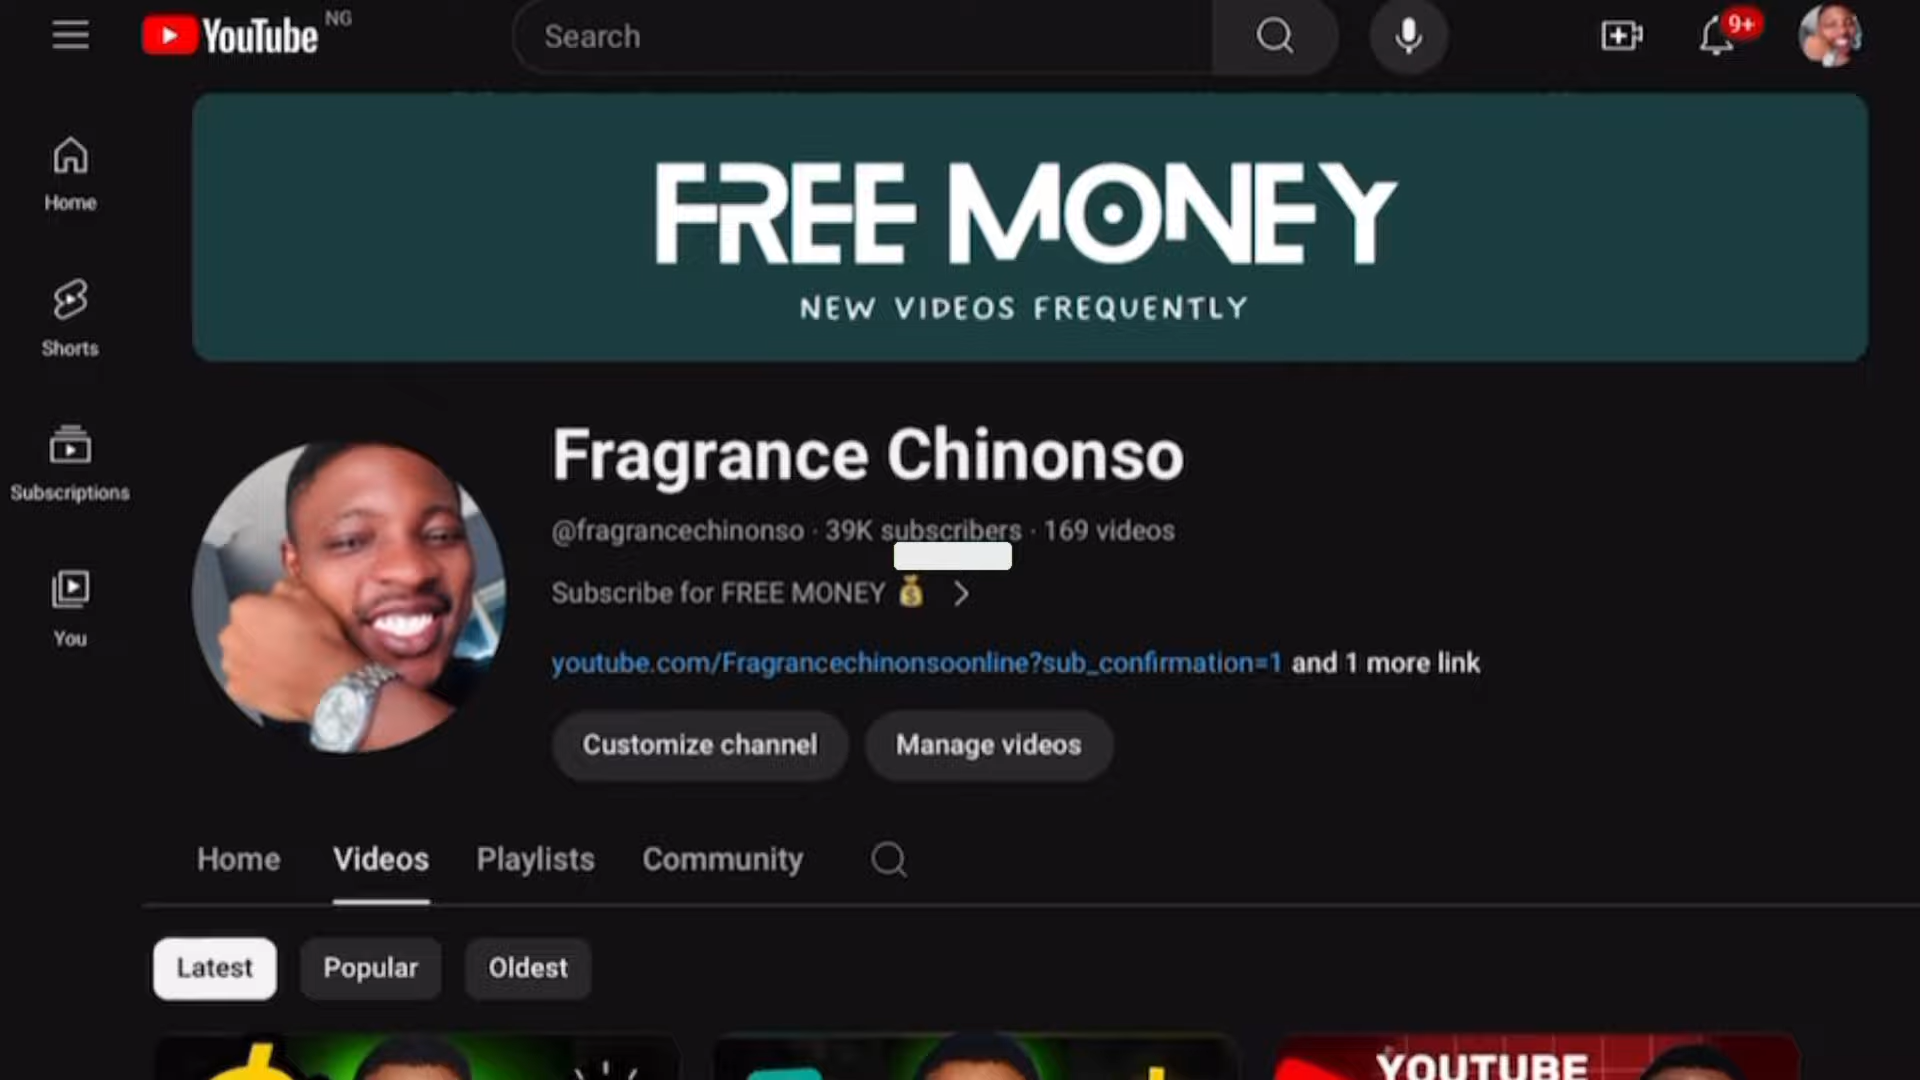 YouTube NG
Search
9+
Home
Shorts
Subscriptions
You
FREE MONEY
NEW VIDEOS FREQUENTLY
Fragrance Chinonso
@fragrancechinonso · 39K subscribers · 169 videos
Subscribe for FREE MONEY 💰 >
youtube.com/Fragrancechinonsoonline?sub_confirmation=1 and 1 more link
Customize channel Manage videos
Home Videos Playlists Community
Latest Popular Oldest
YOUTUBE